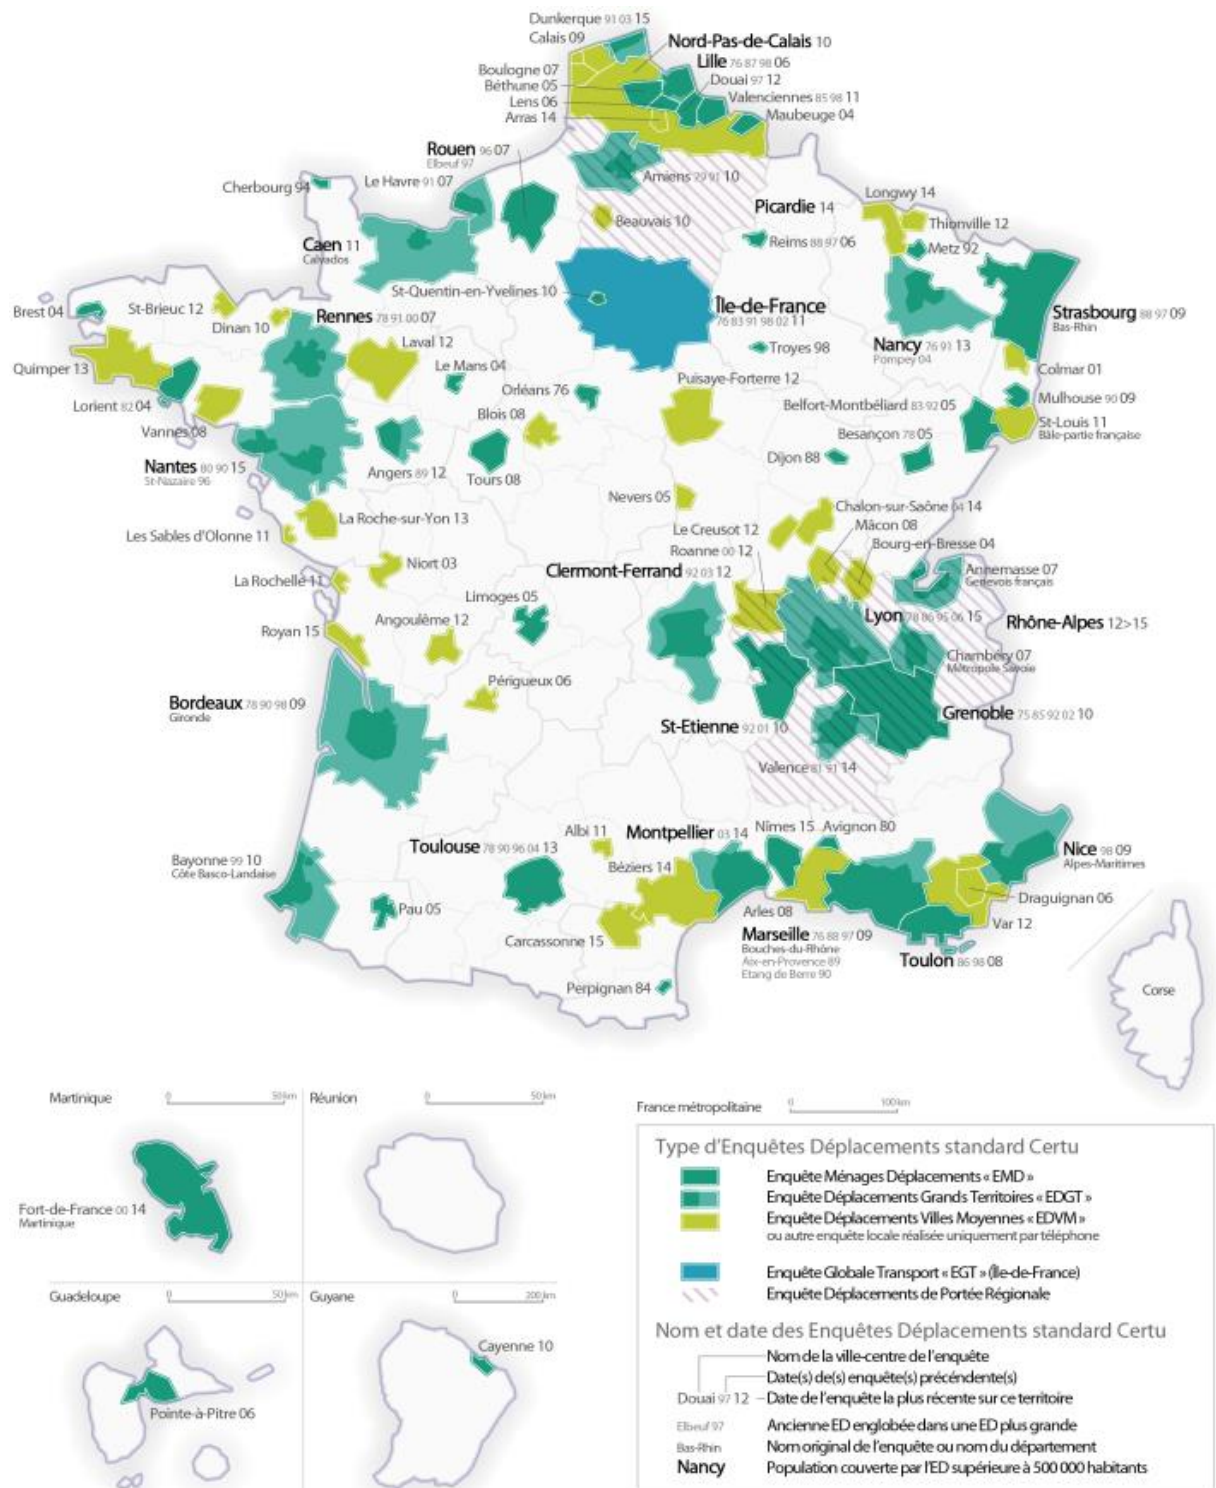 Dunkerque 91 03 15
Calais 09
Nord-Pas-de-Calais 10
Lille 76 87 98 06
Boulogne 07
Douai 97 12
Béthune 05
Valenciennes 85 98 11
Lens 06
Maubeuge 04
Arras 14
Rouen 96 07
Elbeuf 97
Amiens 79 91 10
Cherbourg 94
Le Havre 91 07
Longwy 14
Picardie 14
Beauvais 10
Thionville 12
Reims 88 97 06
Metz 92
Caen 11
Calvados
St-Quentin-en-Yvelines 10
Île-de-France
76 83 91 98 02 11
Brest 04
St-Brieuc 12
Dinan 10
Rennes 78 91 00 07
Strasbourg 88 97 09
Bas-Rhin
Laval 12
Troyes 98
Nancy 76 91 13
Pompey 04
Quimper 13
Le Mans 04
Colmar 01
Orléans 76
Puisaye-Forterre 12
Mulhouse 90 09
Lorient 82 04
Blois 08
Belfort-Montbéliard 83 92 05
St-Louis 11
Bâle-partie française
Vannes 08
Besançon 78 05
Dijon 88
Nantes 80 90 15
St-Nazaire 96
Angers 89 12
Tours 08
Nevers 05
Chalon-sur-Saône 14
La Roche-sur-Yon 13
Le Creusot 12
Mâcon 08
Les Sables d'Olonne 11
Bourg-en-Bresse 04
Roanne 00 12
Niort 03
Clermont-Ferrand 92 03 12
Annemasse 07
Genevois français
La Rochelle 11
Limoges 05
Lyon 78 86 95 06 15
Rhône-Alpes 12>15
Angoulême 12
Royan 15
Chambéry 07
Métropole Savoie
Périgueux 06
Bordeaux 78 90 98 09
Gironde
St-Etienne 92 01 10
Grenoble 75 85 92 02 10
Valence 81 91 14
Albi 11
Montpellier 03 14
Nîmes 15
Avignon 80
Toulouse 78 90 96 04 13
Nice 98 09
Alpes-Maritimes
Bayonne 99 10
Côte Basco-Landaise
Béziers 14
Draguignan 06
Pau 05
Arles 08
Var 12
Marseille 76 88 97 09
Bouches-du-Rhône
Aix-en-Provence 89
Etang de Berre 90
Carcassonne 15
Toulon 86 98 08
Perpignan 84
Corse
Martinique
0 50 km
Réunion
0 50 km
France métropolitaine
0 100 km
Fort-de-France 00 14
Martinique
Guadeloupe
0 50 km
Guyane
0 200 km
Cayenne 10
Pointe-à-Pitre 06
Type d'Enquêtes Déplacements standard Certu
Enquête Ménages Déplacements « EMD »
Enquête Déplacements Grands Territoires « EDGT »
Enquête Déplacements Villes Moyennes « EDVM »
ou autre enquête locale réalisée uniquement par téléphone
Enquête Globale Transport « EGT » (Île-de-France)
Enquête Déplacements de Portée Régionale
Nom et date des Enquêtes Déplacements standard Certu
Nom de la ville-centre de l'enquête
Date(s) de(s) enquête(s) précéndente(s)
Douai 97 12 Date de l'enquête la plus récente sur ce territoire
Elbeuf 97 Ancienne ED englobée dans une ED plus grande
Bas-Rhin Nom original de l'enquête ou nom du département
Nancy Population couverte par l'ED supérieure à 500 000 habitants